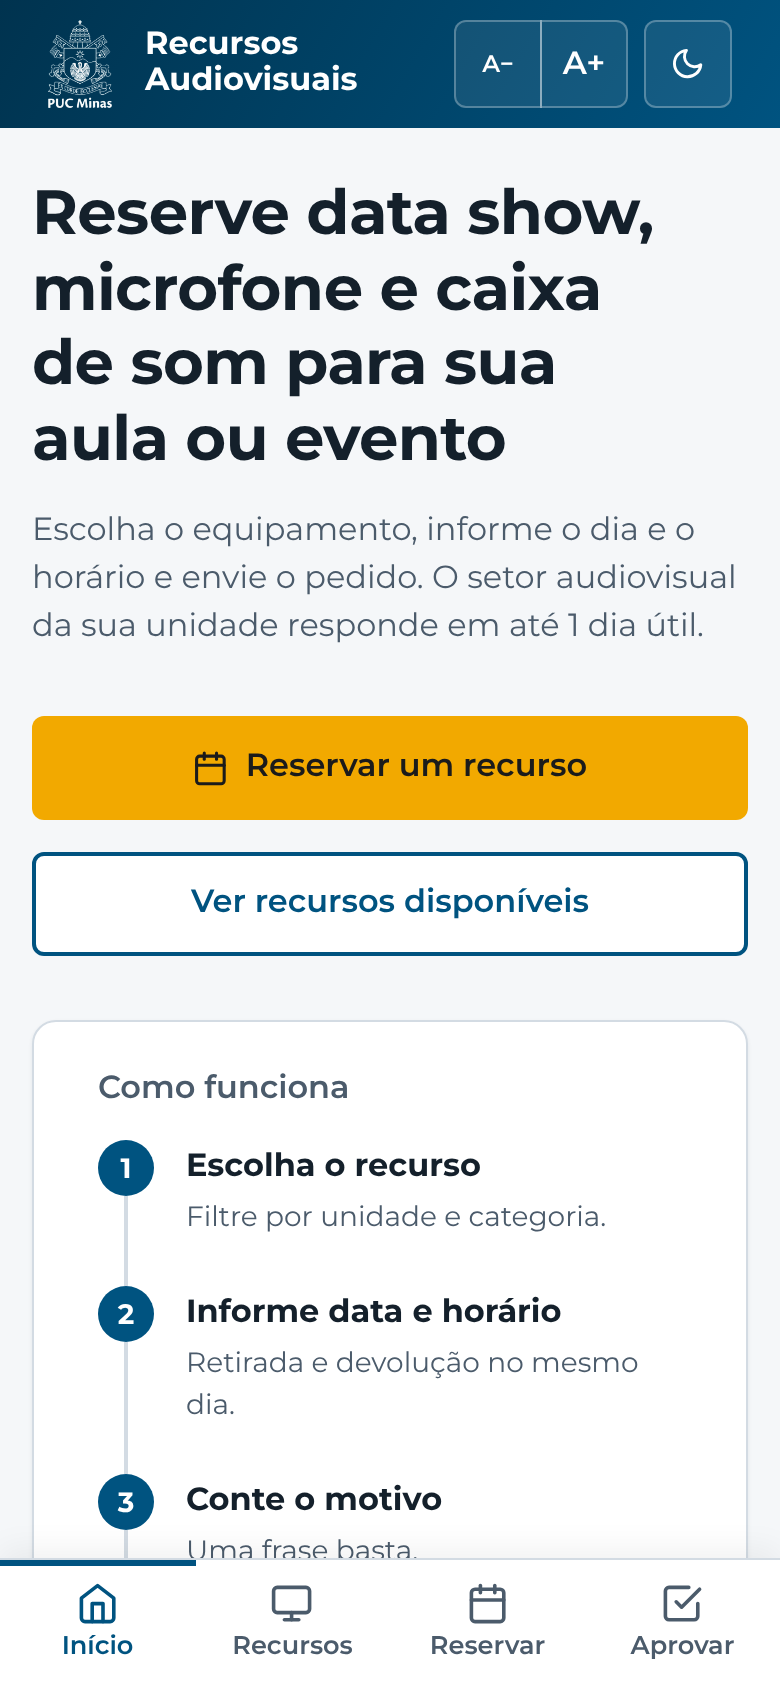 PUC Minas
Recursos
Audiovisuais
A−
A+
Reserve data show,
microfone e caixa
de som para sua
aula ou evento
Escolha o equipamento, informe o dia e o
horário e envie o pedido. O setor audiovisual
da sua unidade responde em até 1 dia útil.
Reservar um recurso
Ver recursos disponíveis
Como funciona
1
Escolha o recurso
Filtre por unidade e categoria.
2
Informe data e horário
Retirada e devolução no mesmo
dia.
3
Conte o motivo
Uma frase basta.
Início
Recursos
Reservar
Aprovar